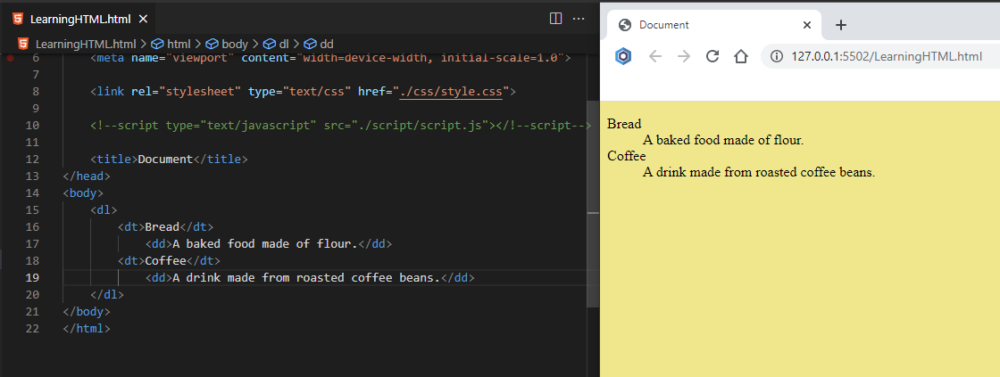 LearningHTML.html
LearningHTML.html > html > body > dl > dd
6 <meta name="viewport" content="width=device-width, initial-scale=1.0">
7
8 <link rel="stylesheet" type="text/css" href="./css/style.css">
9
10 <!--script type="text/javascript" src="./script/script.js"></!--script-->
11
12 <title>Document</title>
13 </head>
14 <body>
15 <dl>
16 <dt>Bread</dt>
17 <dd>A baked food made of flour.</dd>
18 <dt>Coffee</dt>
19 <dd>A drink made from roasted coffee beans.</dd>
20 </dl>
21 </body>
22 </html>
Document
127.0.0.1:5502/LearningHTML.html
Bread
A baked food made of flour.
Coffee
A drink made from roasted coffee beans.